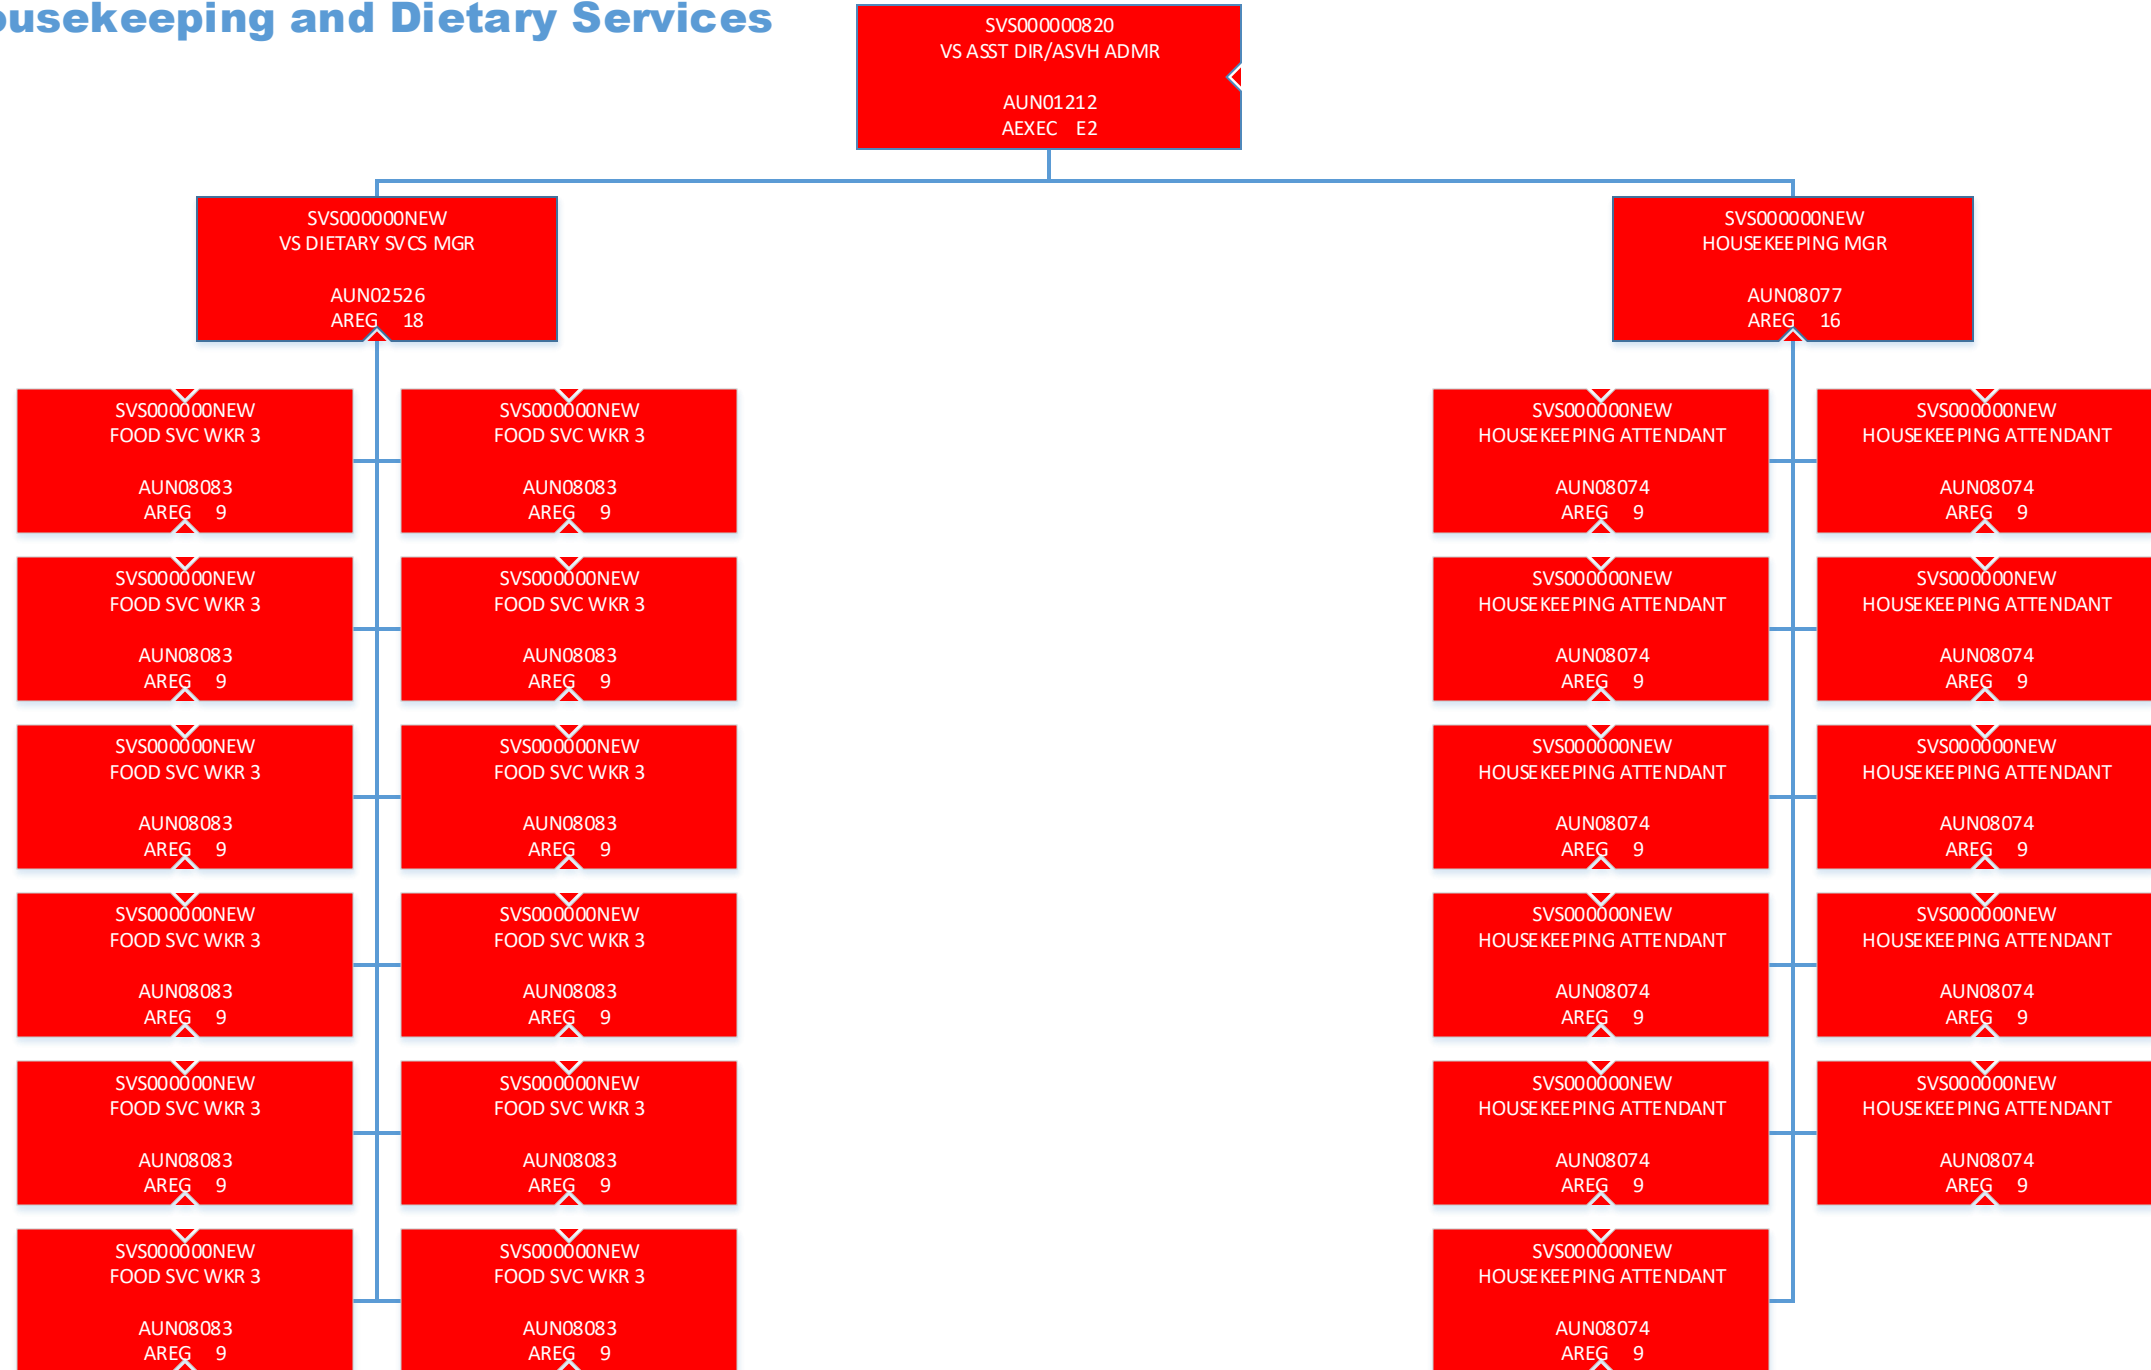 ousekeeping and Dietary Services
SVS000000820
VS ASST DIR/ASVH ADMR
AUN01212
AEXEC E2
SVS000000NEW
VS DIETARY SVCS MGR
AUN02526
AREG 18
SVS000000NEW
HOUSEKEEPING MGR
AUN08077
AREG 16
SVS000000NEW
FOOD SVC WKR 3
AUN08083
AREG 9
SVS000000NEW
FOOD SVC WKR 3
AUN08083
AREG 9
SVS000000NEW
HOUSEKEEPING ATTENDANT
AUN08074
AREG 9
SVS000000NEW
HOUSEKEEPING ATTENDANT
AUN08074
AREG 9
SVS000000NEW
FOOD SVC WKR 3
AUN08083
AREG 9
SVS000000NEW
FOOD SVC WKR 3
AUN08083
AREG 9
SVS000000NEW
HOUSEKEEPING ATTENDANT
AUN08074
AREG 9
SVS000000NEW
HOUSEKEEPING ATTENDANT
AUN08074
AREG 9
SVS000000NEW
FOOD SVC WKR 3
AUN08083
AREG 9
SVS000000NEW
FOOD SVC WKR 3
AUN08083
AREG 9
SVS000000NEW
HOUSEKEEPING ATTENDANT
AUN08074
AREG 9
SVS000000NEW
HOUSEKEEPING ATTENDANT
AUN08074
AREG 9
SVS000000NEW
FOOD SVC WKR 3
AUN08083
AREG 9
SVS000000NEW
FOOD SVC WKR 3
AUN08083
AREG 9
SVS000000NEW
HOUSEKEEPING ATTENDANT
AUN08074
AREG 9
SVS000000NEW
HOUSEKEEPING ATTENDANT
AUN08074
AREG 9
SVS000000NEW
FOOD SVC WKR 3
AUN08083
AREG 9
SVS000000NEW
FOOD SVC WKR 3
AUN08083
AREG 9
SVS000000NEW
HOUSEKEEPING ATTENDANT
AUN08074
AREG 9
SVS000000NEW
HOUSEKEEPING ATTENDANT
AUN08074
AREG 9
SVS000000NEW
FOOD SVC WKR 3
AUN08083
AREG 9
SVS000000NEW
FOOD SVC WKR 3
AUN08083
AREG 9
SVS000000NEW
HOUSEKEEPING ATTENDANT
AUN08074
AREG 9